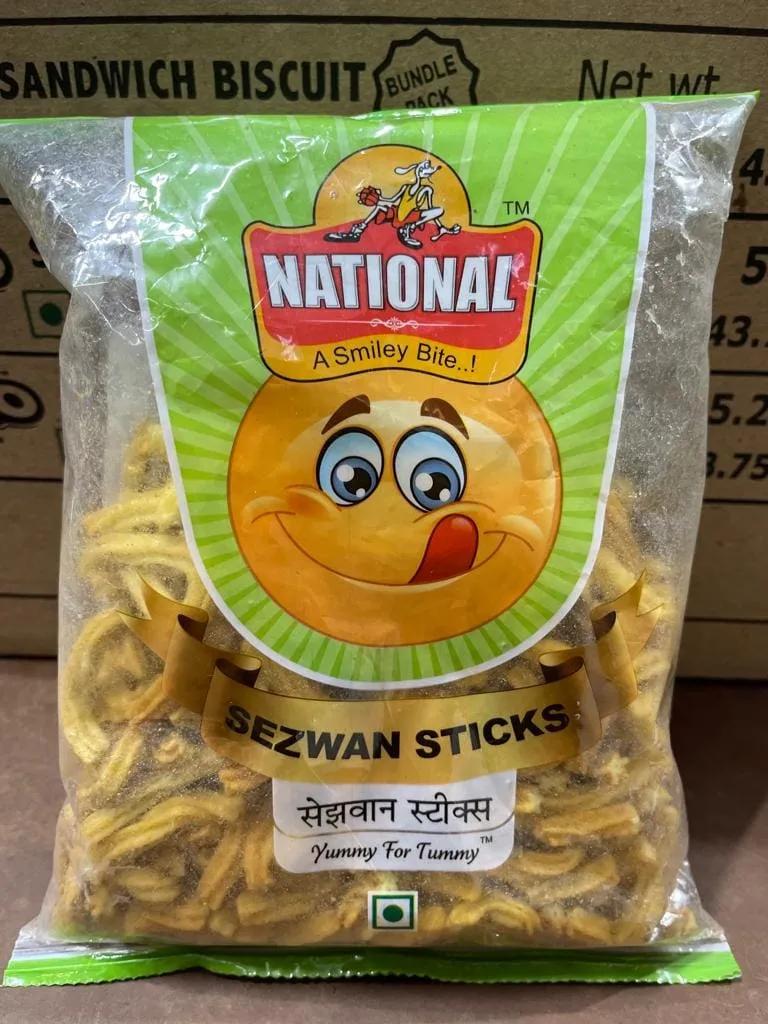 SANDWICH BISCUIT
BUNDLE
PACK
Net wt
TM
NATIONAL
A Smiley Bite..!
SEZWAN STICKS
सेझवान स्टीक्स
Yummy For Tummy TM